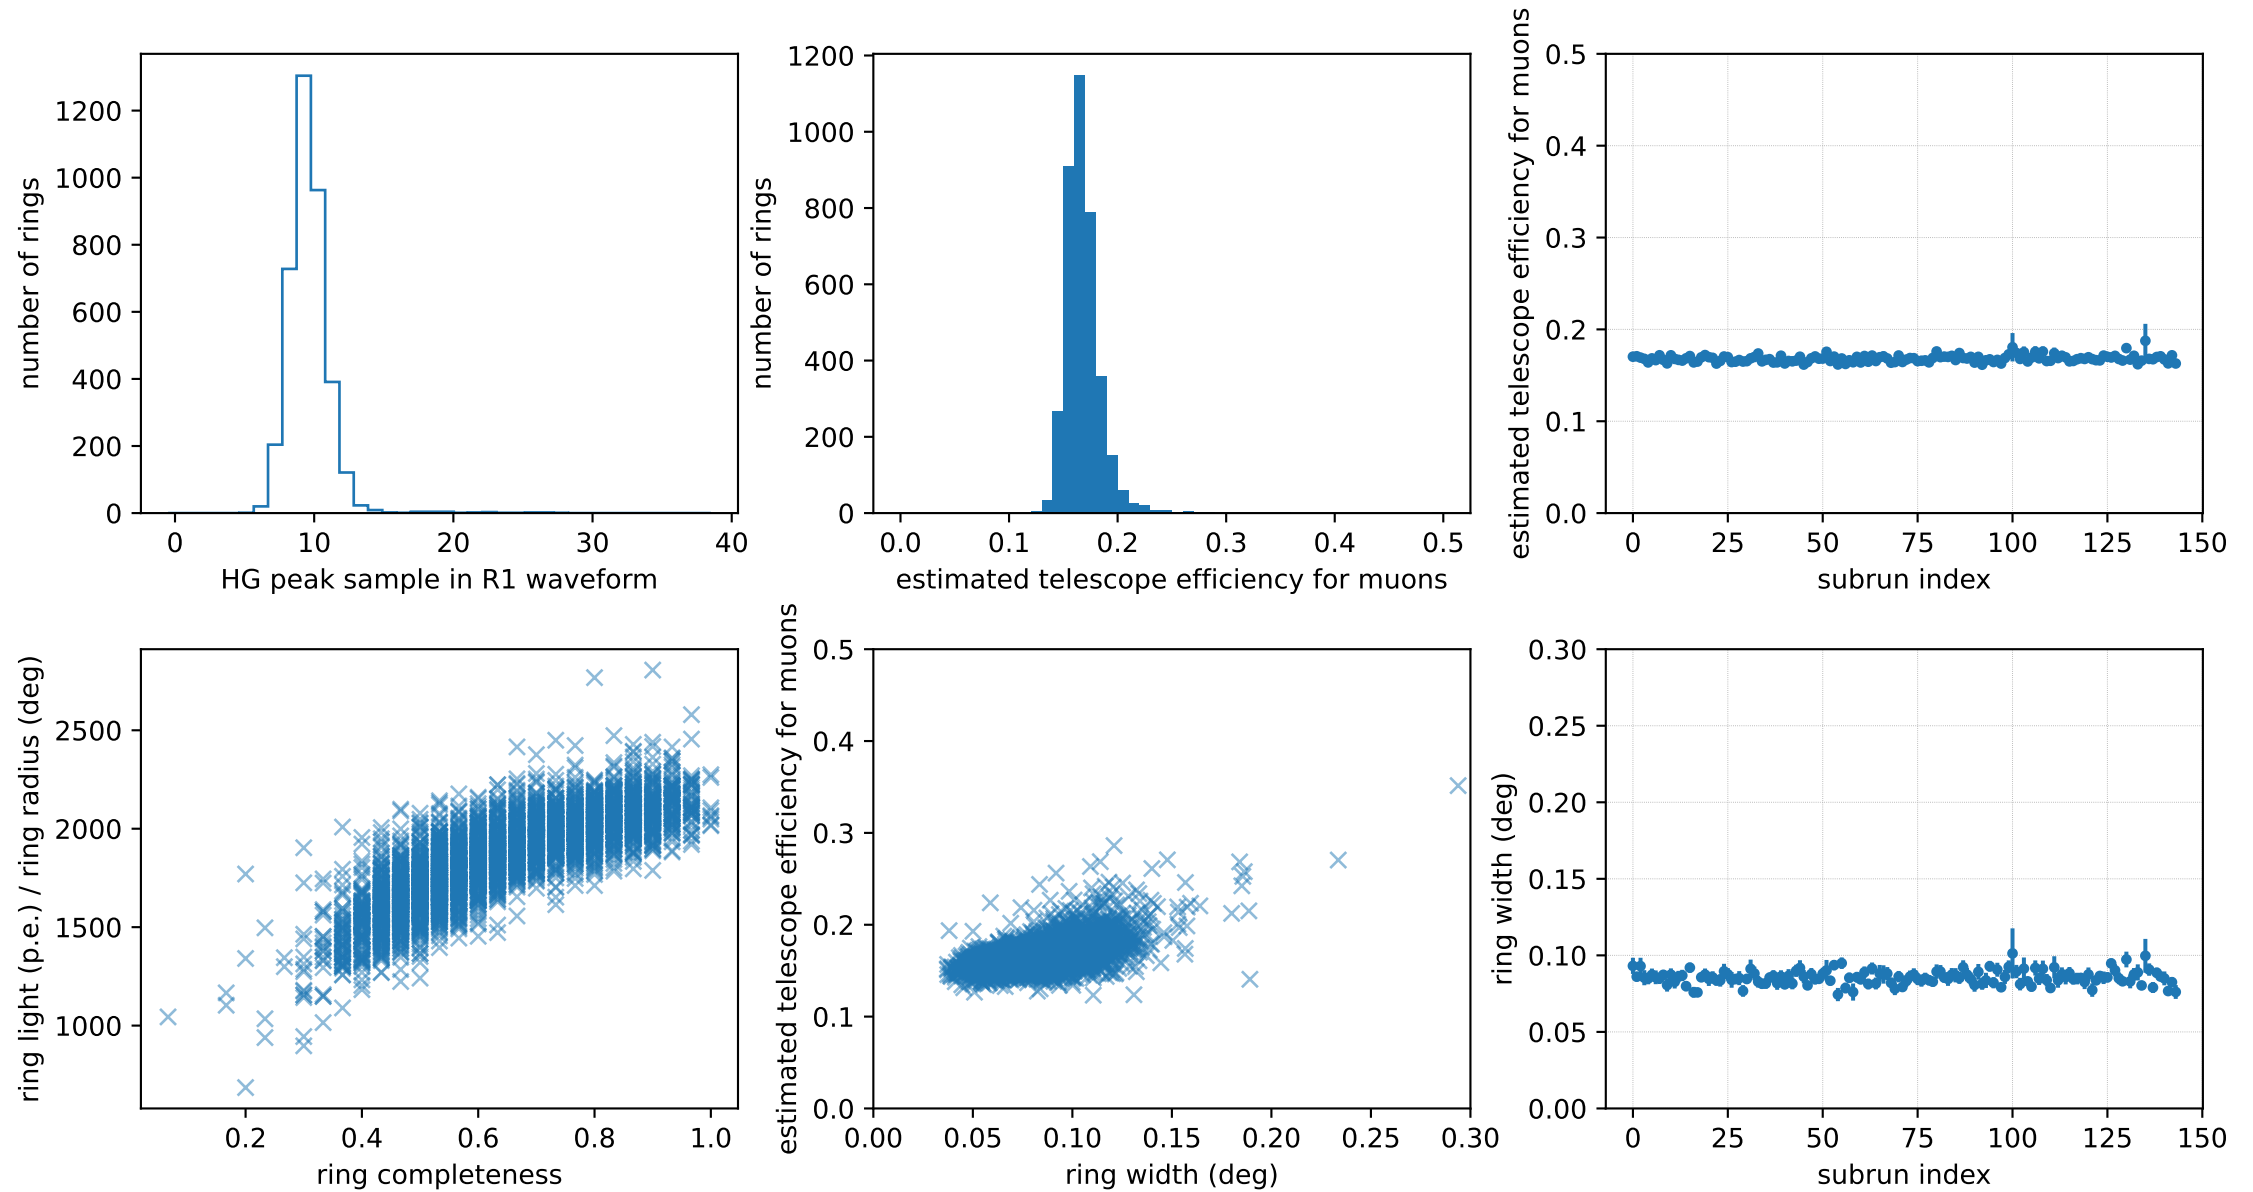 1200
1000
800
600
400
200
0
number of rings
0 10 20 30 40
HG peak sample in R1 waveform
1200
1000
800
600
400
200
0
number of rings
0.0 0.1 0.2 0.3 0.4 0.5
estimated telescope efficiency for muons
0.5
0.4
0.3
0.2
0.1
0.0
estimated telescope efficiency for muons
0 25 50 75 100 125 150
subrun index
2500
2000
1500
1000
ring light (p.e.) / ring radius (deg)
0.2 0.4 0.6 0.8 1.0
ring completeness
0.5
0.4
0.3
0.2
0.1
0.0
estimated telescope efficiency for muons
0.00 0.05 0.10 0.15 0.20 0.25 0.30
ring width (deg)
0.30
0.25
0.20
0.15
0.10
0.05
0.00
ring width (deg)
0 25 50 75 100 125 150
subrun index